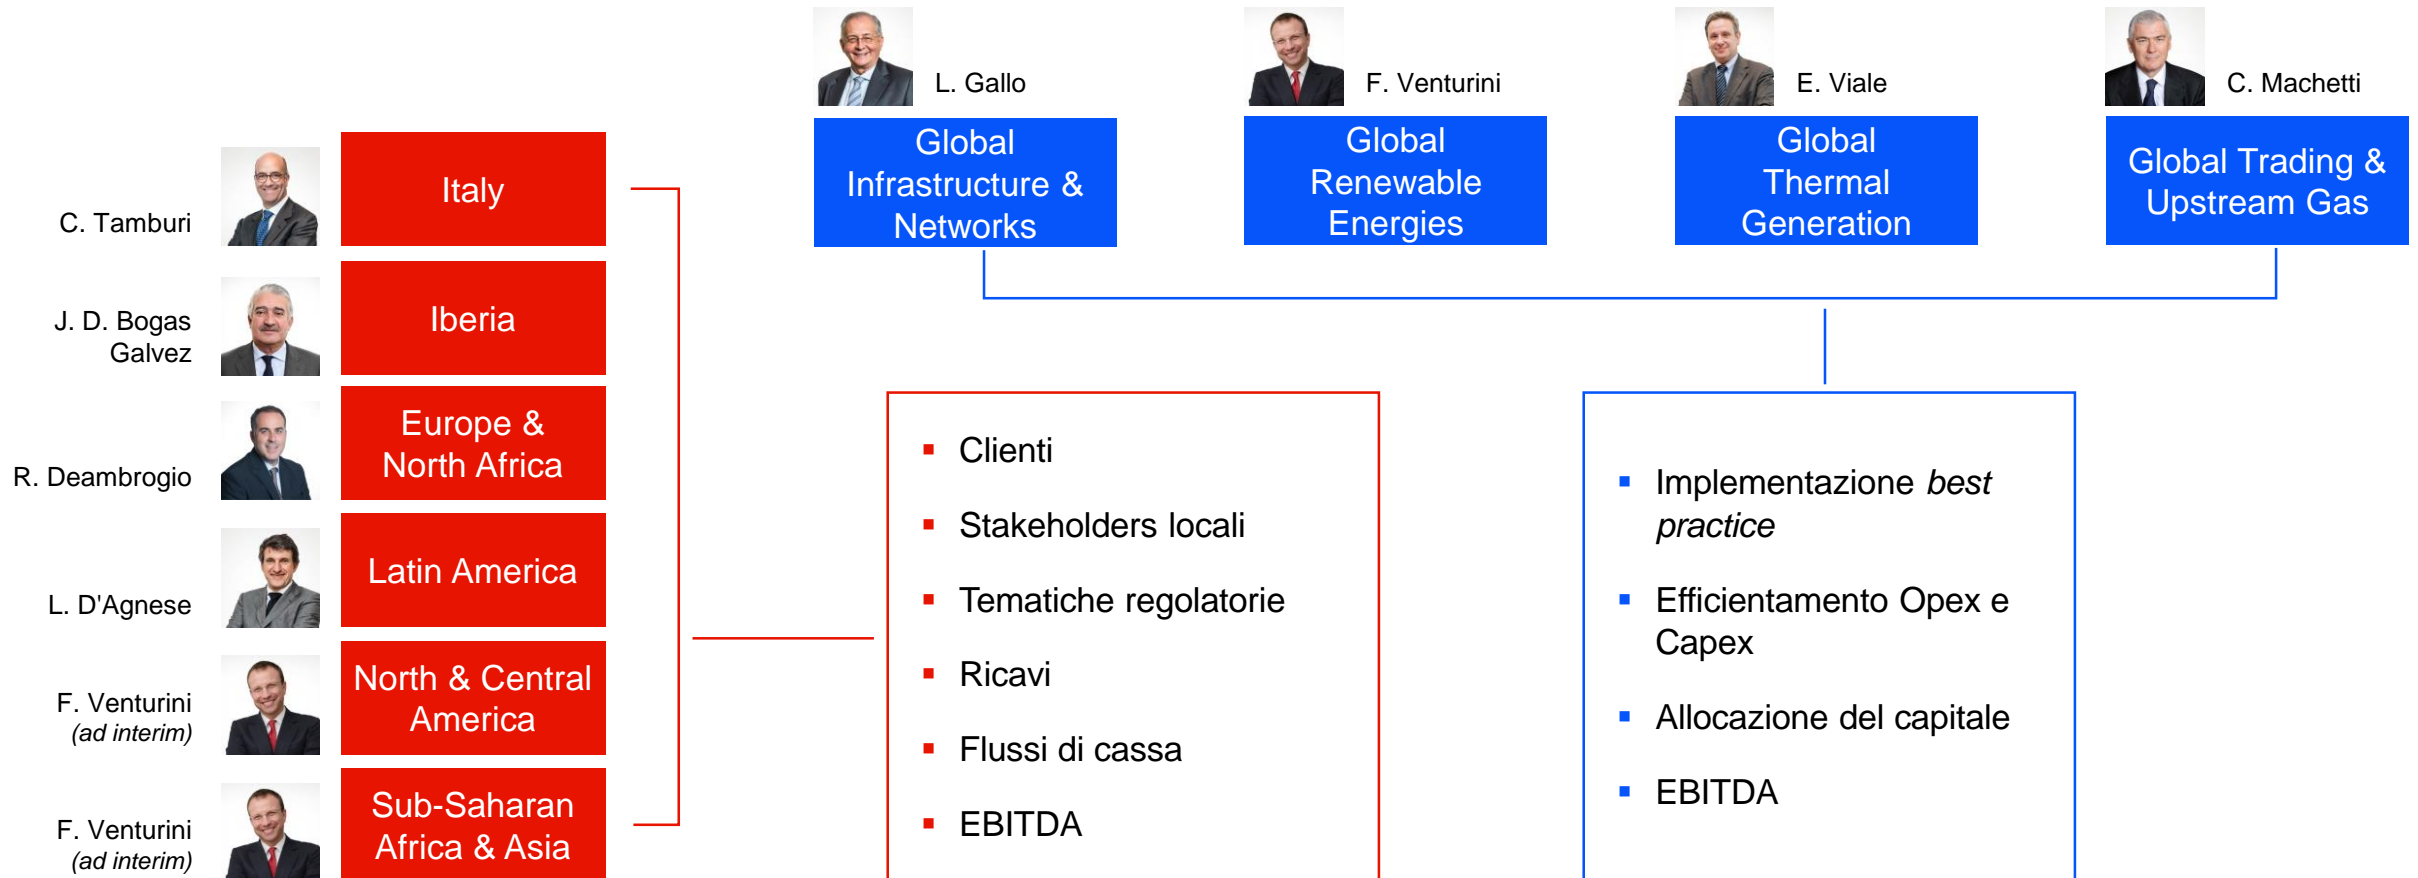 L. Gallo
F. Venturini
E. Viale
C. Machetti
Global
Infrastructure &
Networks
Global
Renewable
Energies
Global
Thermal
Generation
Global Trading &
Upstream Gas
C. Tamburi
Italy
J. D. Bogas
Galvez
Iberia
R. Deambrogio
Europe &
North Africa
L. D'Agnese
Latin America
F. Venturini
(ad interim)
North & Central
America
F. Venturini
(ad interim)
Sub-Saharan
Africa & Asia
▪ Clienti
▪ Stakeholders locali
▪ Tematiche regolatorie
▪ Ricavi
▪ Flussi di cassa
▪ EBITDA
▪ Implementazione best
practice
▪ Efficientamento Opex e
Capex
▪ Allocazione del capitale
▪ EBITDA